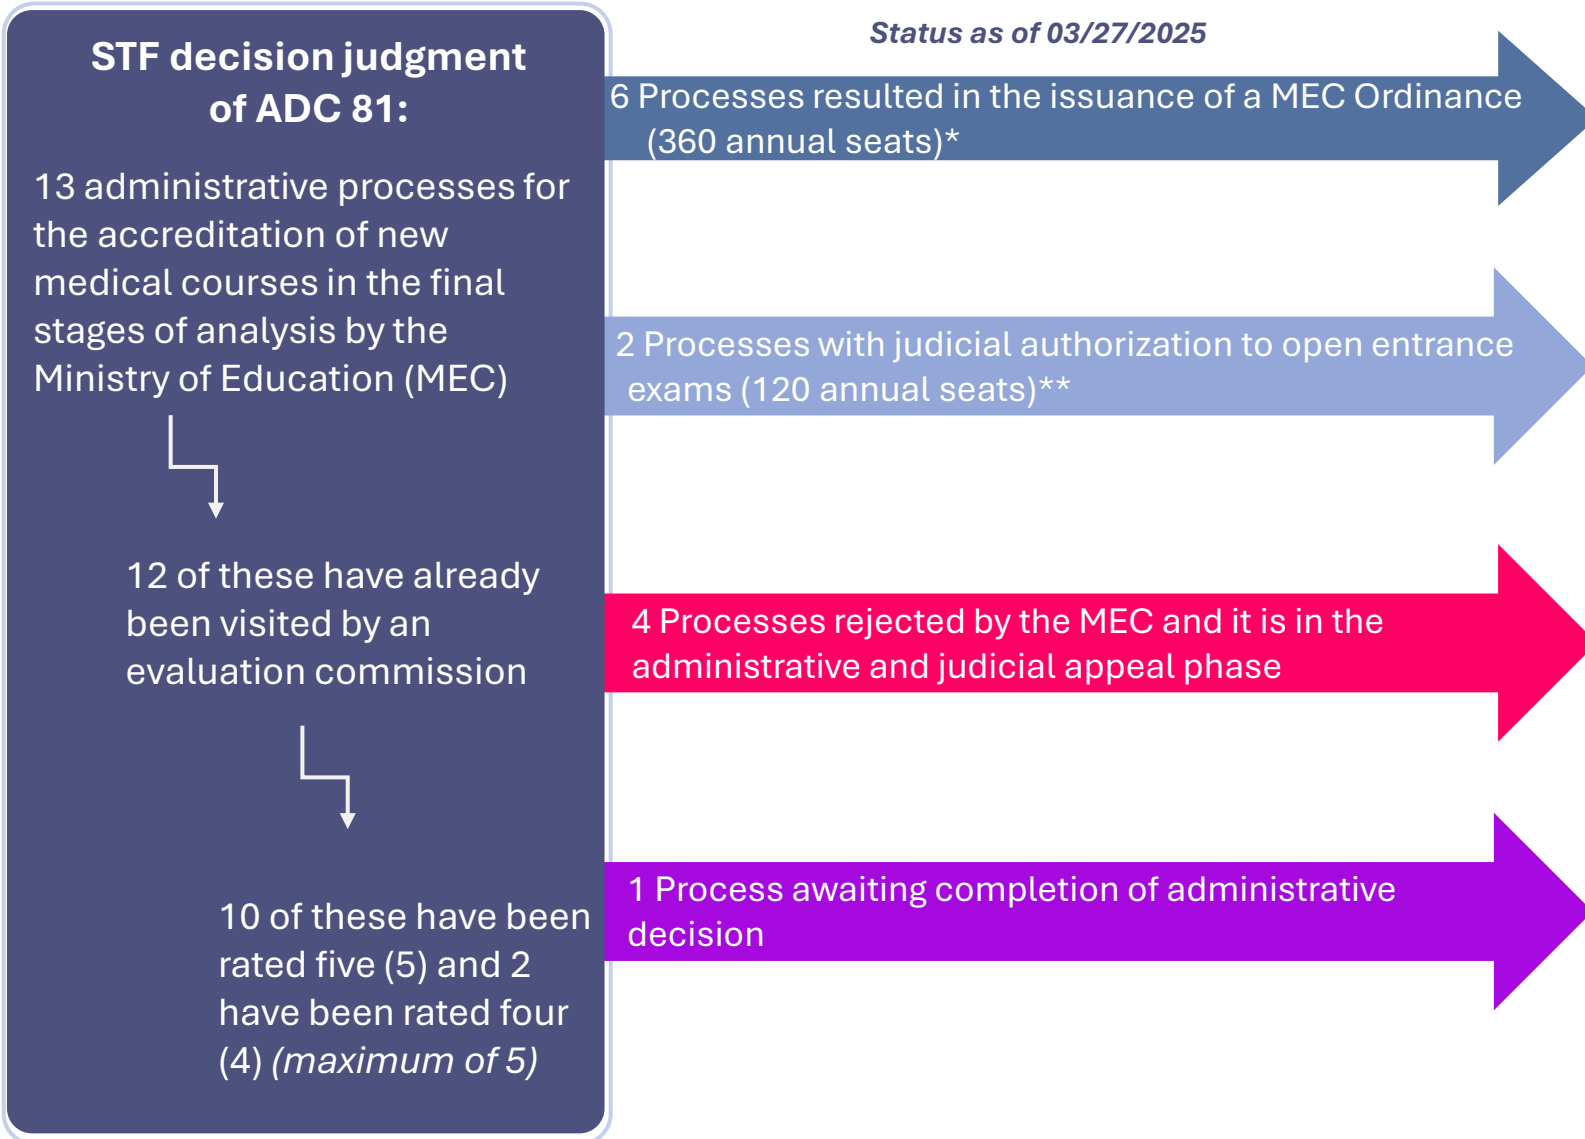 STF decision judgment
of ADC 81:
13 administrative processes for
the accreditation of new
medical courses in the final
stages of analysis by the
Ministry of Education (MEC)
12 of these have already
been visited by an
evaluation commission
10 of these have been
rated five (5) and 2
have been rated four
(4) (maximum of 5)
Status as of 03/27/2025
6 Processes resulted in the issuance of a MEC Ordinance
(360 annual seats)*
2 Processes with judicial authorization to open entrance
exams (120 annual seats)**
4 Processes rejected by the MEC and it is in the
administrative and judicial appeal phase
1 Process awaiting completion of administrative
decision